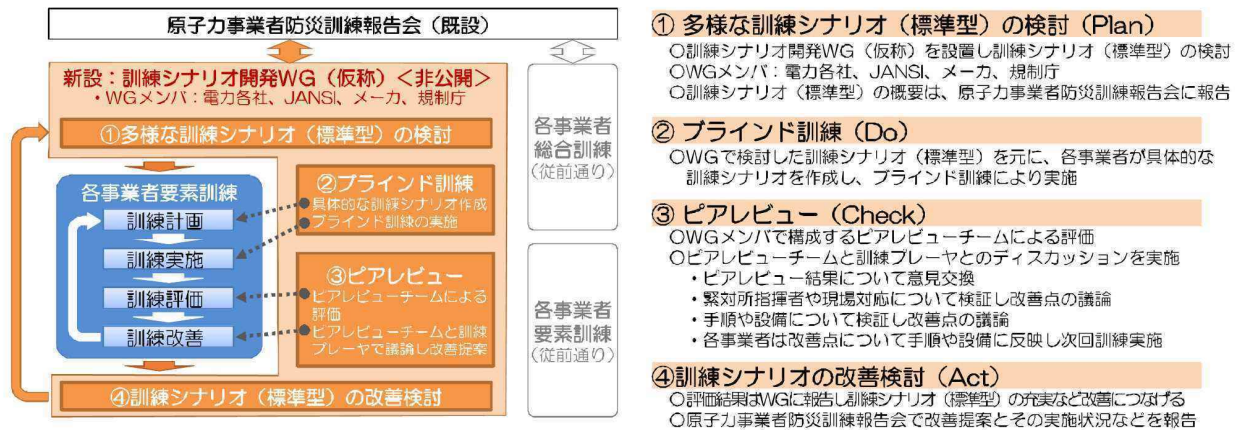 原子力事業者防災訓練報告会（既設）
新設：訓練シナリオ開発WG（仮称）＜非公開＞
・WGメンバ：電力各社、JANSI、メーカ、規制庁
①多様な訓練シナリオ（標準型）の検討
各事業者要素訓練
訓練計画
訓練実施
訓練評価
訓練改善
②ブラインド訓練
●具体的な訓練シナリオ作成
●ブラインド訓練の実施
③ピアレビュー
●ピアレビューチームによる
評価
●ピアレビューチームと訓練
プレーヤで議論し改善提案
④訓練シナリオ（標準型）の改善検討
各事業者
総合訓練
（従前通り）
各事業者
要素訓練
（従前通り）
① 多様な訓練シナリオ（標準型）の検討（Plan）
○訓練シナリオ開発WG（仮称）を設置し訓練シナリオ（標準型）の検討
○WGメンバ：電力各社、JANSI、メーカ、規制庁
○訓練シナリオ（標準型）の概要は、原子力事業者防災訓練報告会に報告
② ブラインド訓練（Do）
○WGで検討した訓練シナリオ（標準型）を元に、各事業者が具体的な
訓練シナリオを作成し、ブラインド訓練により実施
③ ピアレビュー（Check）
○WGメンバで構成するピアレビューチームによる評価
○ピアレビューチームと訓練プレーヤとのディスカッションを実施
・ピアレビュー結果について意見交換
・緊対所指揮者や現場対応について検証し改善点の議論
・手順や設備について検証し改善点の議論
・各事業者は改善点について手順や設備に反映し次回訓練実施
④訓練シナリオの改善検討（Act）
○評価結果はWGに報告し訓練シナリオ（標準型）の充実など改善につなげる
○原子力事業者防災訓練報告会で改善提案とその実施状況などを報告